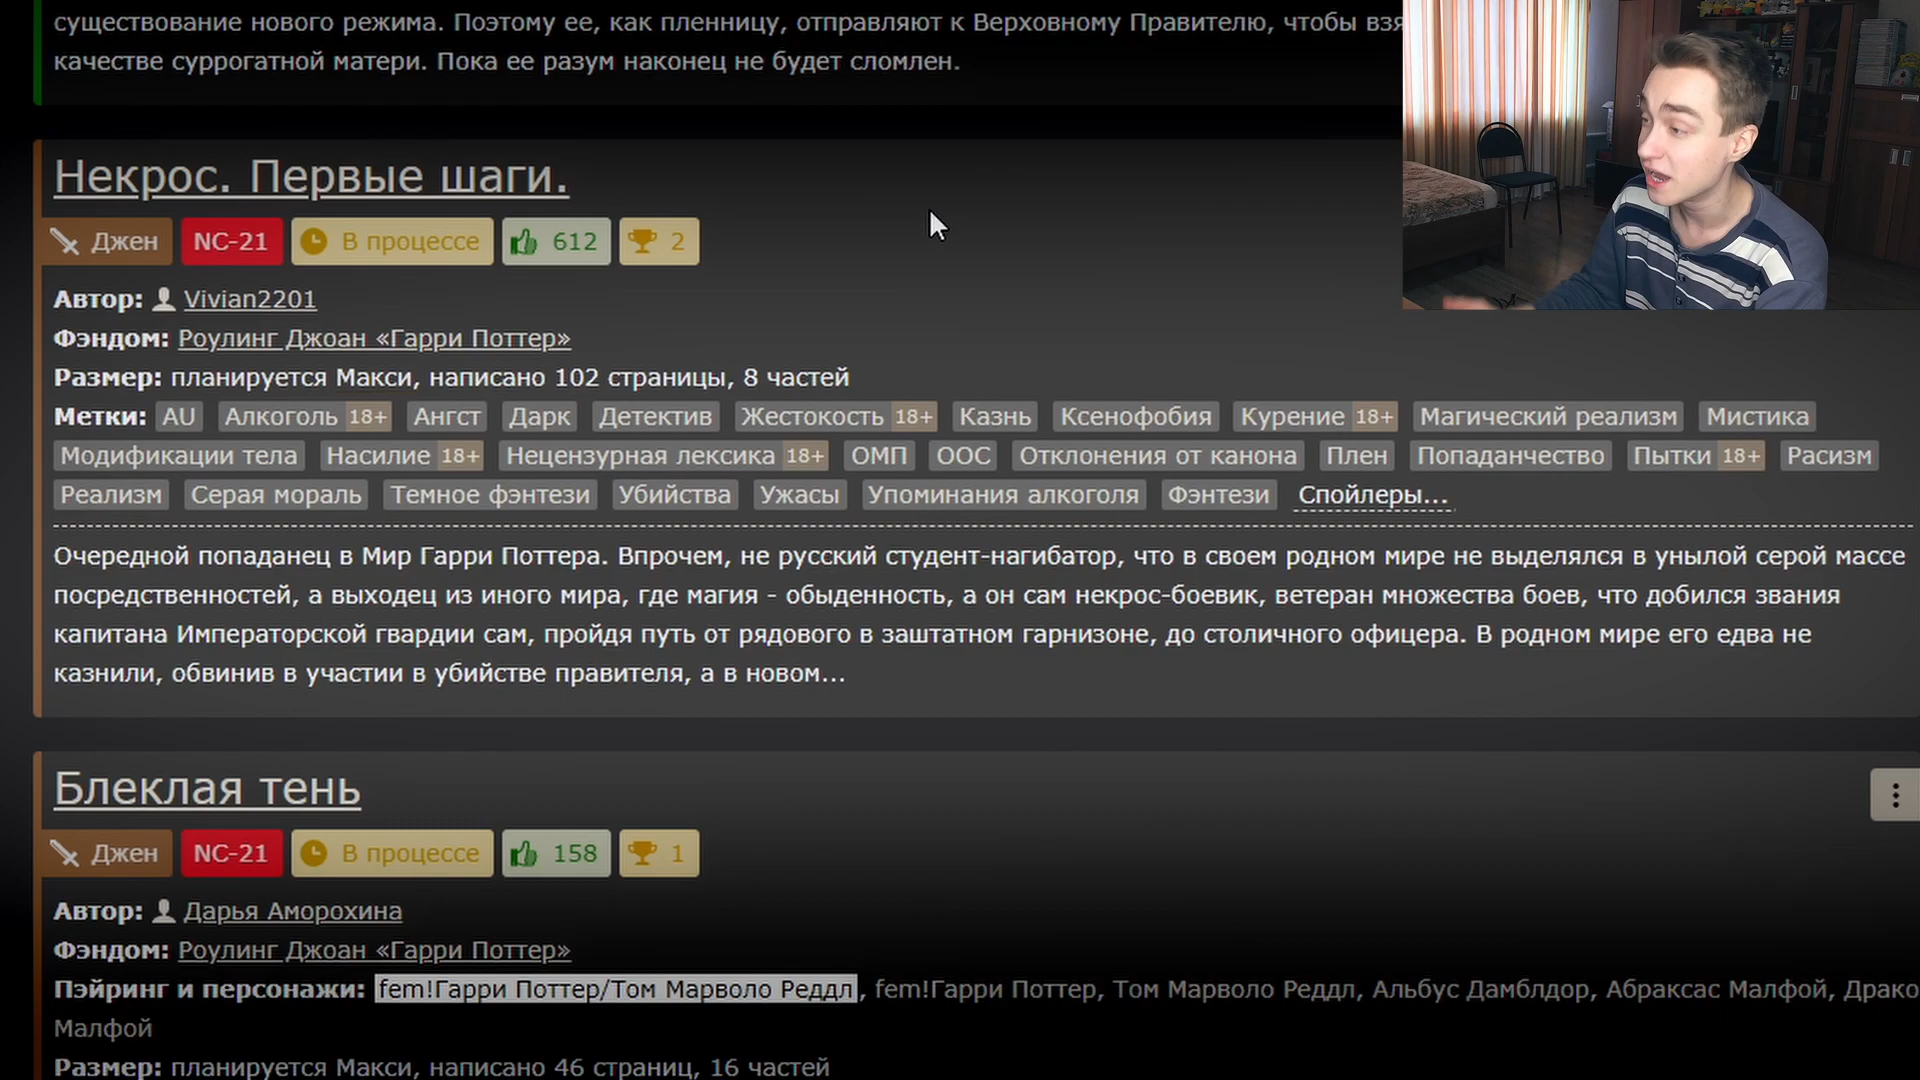 существование нового режима. Поэтому ее, как пленницу, отправляют к Верховному Правителю, чтобы взя
качестве суррогатной матери. Пока ее разум наконец не будет сломлен.
Некрос. Первые шаги.
Джен NC-21 В процессе 612 2
Автор: Vivian2201
Фэндом: Роулинг Джоан «Гарри Поттер»
Размер: планируется Макси, написано 102 страницы, 8 частей
Метки: AU Алкоголь 18+ Ангст Дарк Детектив Жестокость 18+ Казнь Ксенофобия Курение 18+ Магический реализм Мистика
Модификации тела Насилие 18+ Нецензурная лексика 18+ ОМП ООС Отклонения от канона Плен Попаданчество Пытки 18+ Расизм
Реализм Серая мораль Темное фэнтези Убийства Ужасы Упоминания алкоголя Фэнтези Спойлеры...
Очередной попаданец в Мир Гарри Поттера. Впрочем, не русский студент-нагибатор, что в своем родном мире не выделялся в унылой серой массе
посредственностей, а выходец из иного мира, где магия - обыденность, а он сам некрос-боевик, ветеран множества боев, что добился звания
капитана Императорской гвардии сам, пройдя путь от рядового в заштатном гарнизоне, до столичного офицера. В родном мире его едва не
казнили, обвинив в участии в убийстве правителя, а в новом...
Блеклая тень
Джен NC-21 В процессе 158 1
Автор: Дарья Аморохина
Фэндом: Роулинг Джоан «Гарри Поттер»
Пэйринг и персонажи: fem!Гарри Поттер/Том Марволо Реддл, fem!Гарри Поттер, Том Марволо Реддл, Альбус Дамблдор, Абраксас Малфой, Драко
Малфой
Размер: планируется Макси, написано 46 страниц, 16 частей